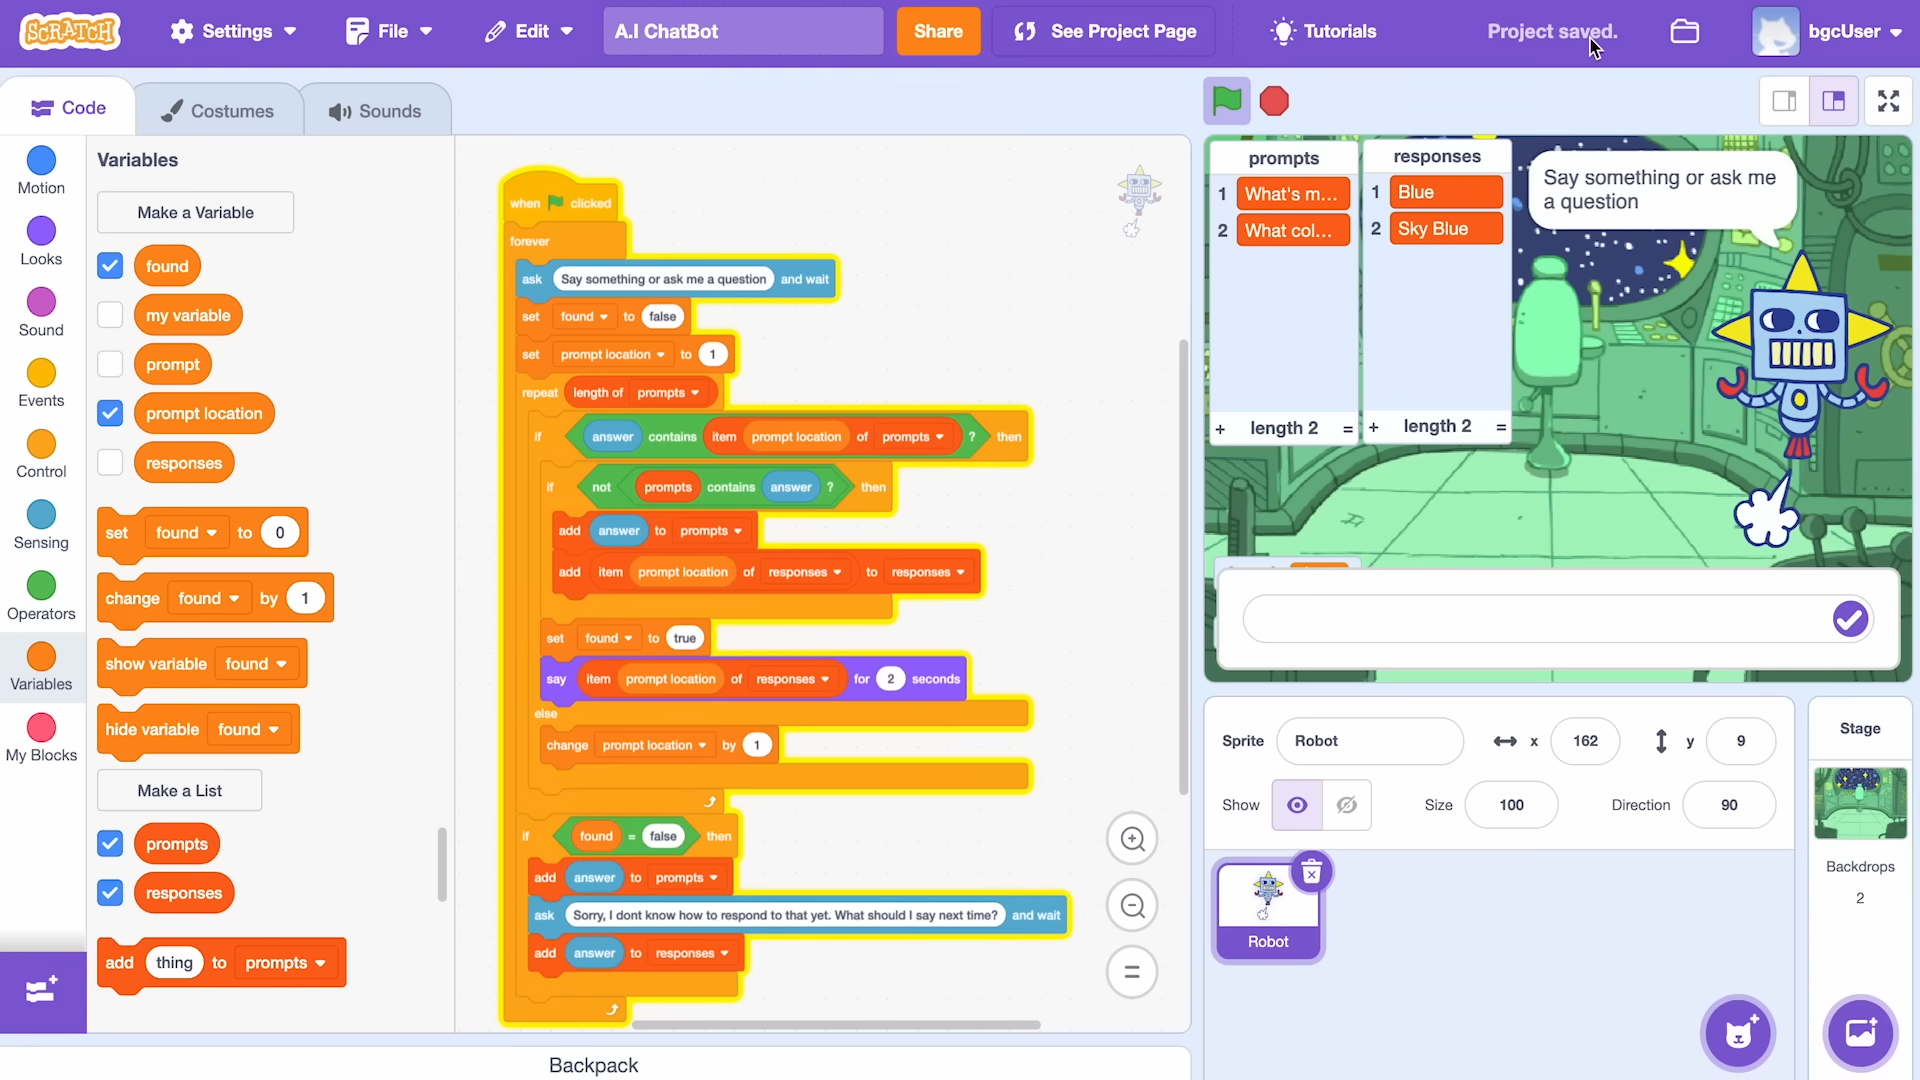 SCRATCH Settings File Edit A.I ChatBot Share See Project Page Tutorials Project saved. bgcUser
Code Costumes Sounds
Motion
Looks
Sound
Events
Control
Sensing
Operators
Variables
My Blocks
Variables
Make a Variable
found
my variable
prompt
prompt location
responses
set found to 0
change found by 1
show variable found
hide variable found
Make a List
prompts
responses
add thing to prompts
when clicked
forever
ask Say something or ask me a question and wait
set found to false
set prompt location to 1
repeat length of prompts
if answer contains item prompt location of prompts ? then
if not prompts contains answer ? then
add answer to prompts
add item prompt location of responses to responses
set found to true
say item prompt location of responses for 2 seconds
else
change prompt location by 1
if found = false then
add answer to prompts
ask Sorry, I dont know how to respond to that yet. What should I say next time? and wait
add answer to responses
Backpack
prompts
1 What's m...
2 What col...
+ length 2 =
responses
1 Blue
2 Sky Blue
+ length 2 =
Say something or ask me
a question
Sprite Robot x 162 y 9
Show Size 100 Direction 90
Robot
Stage
Backdrops
2